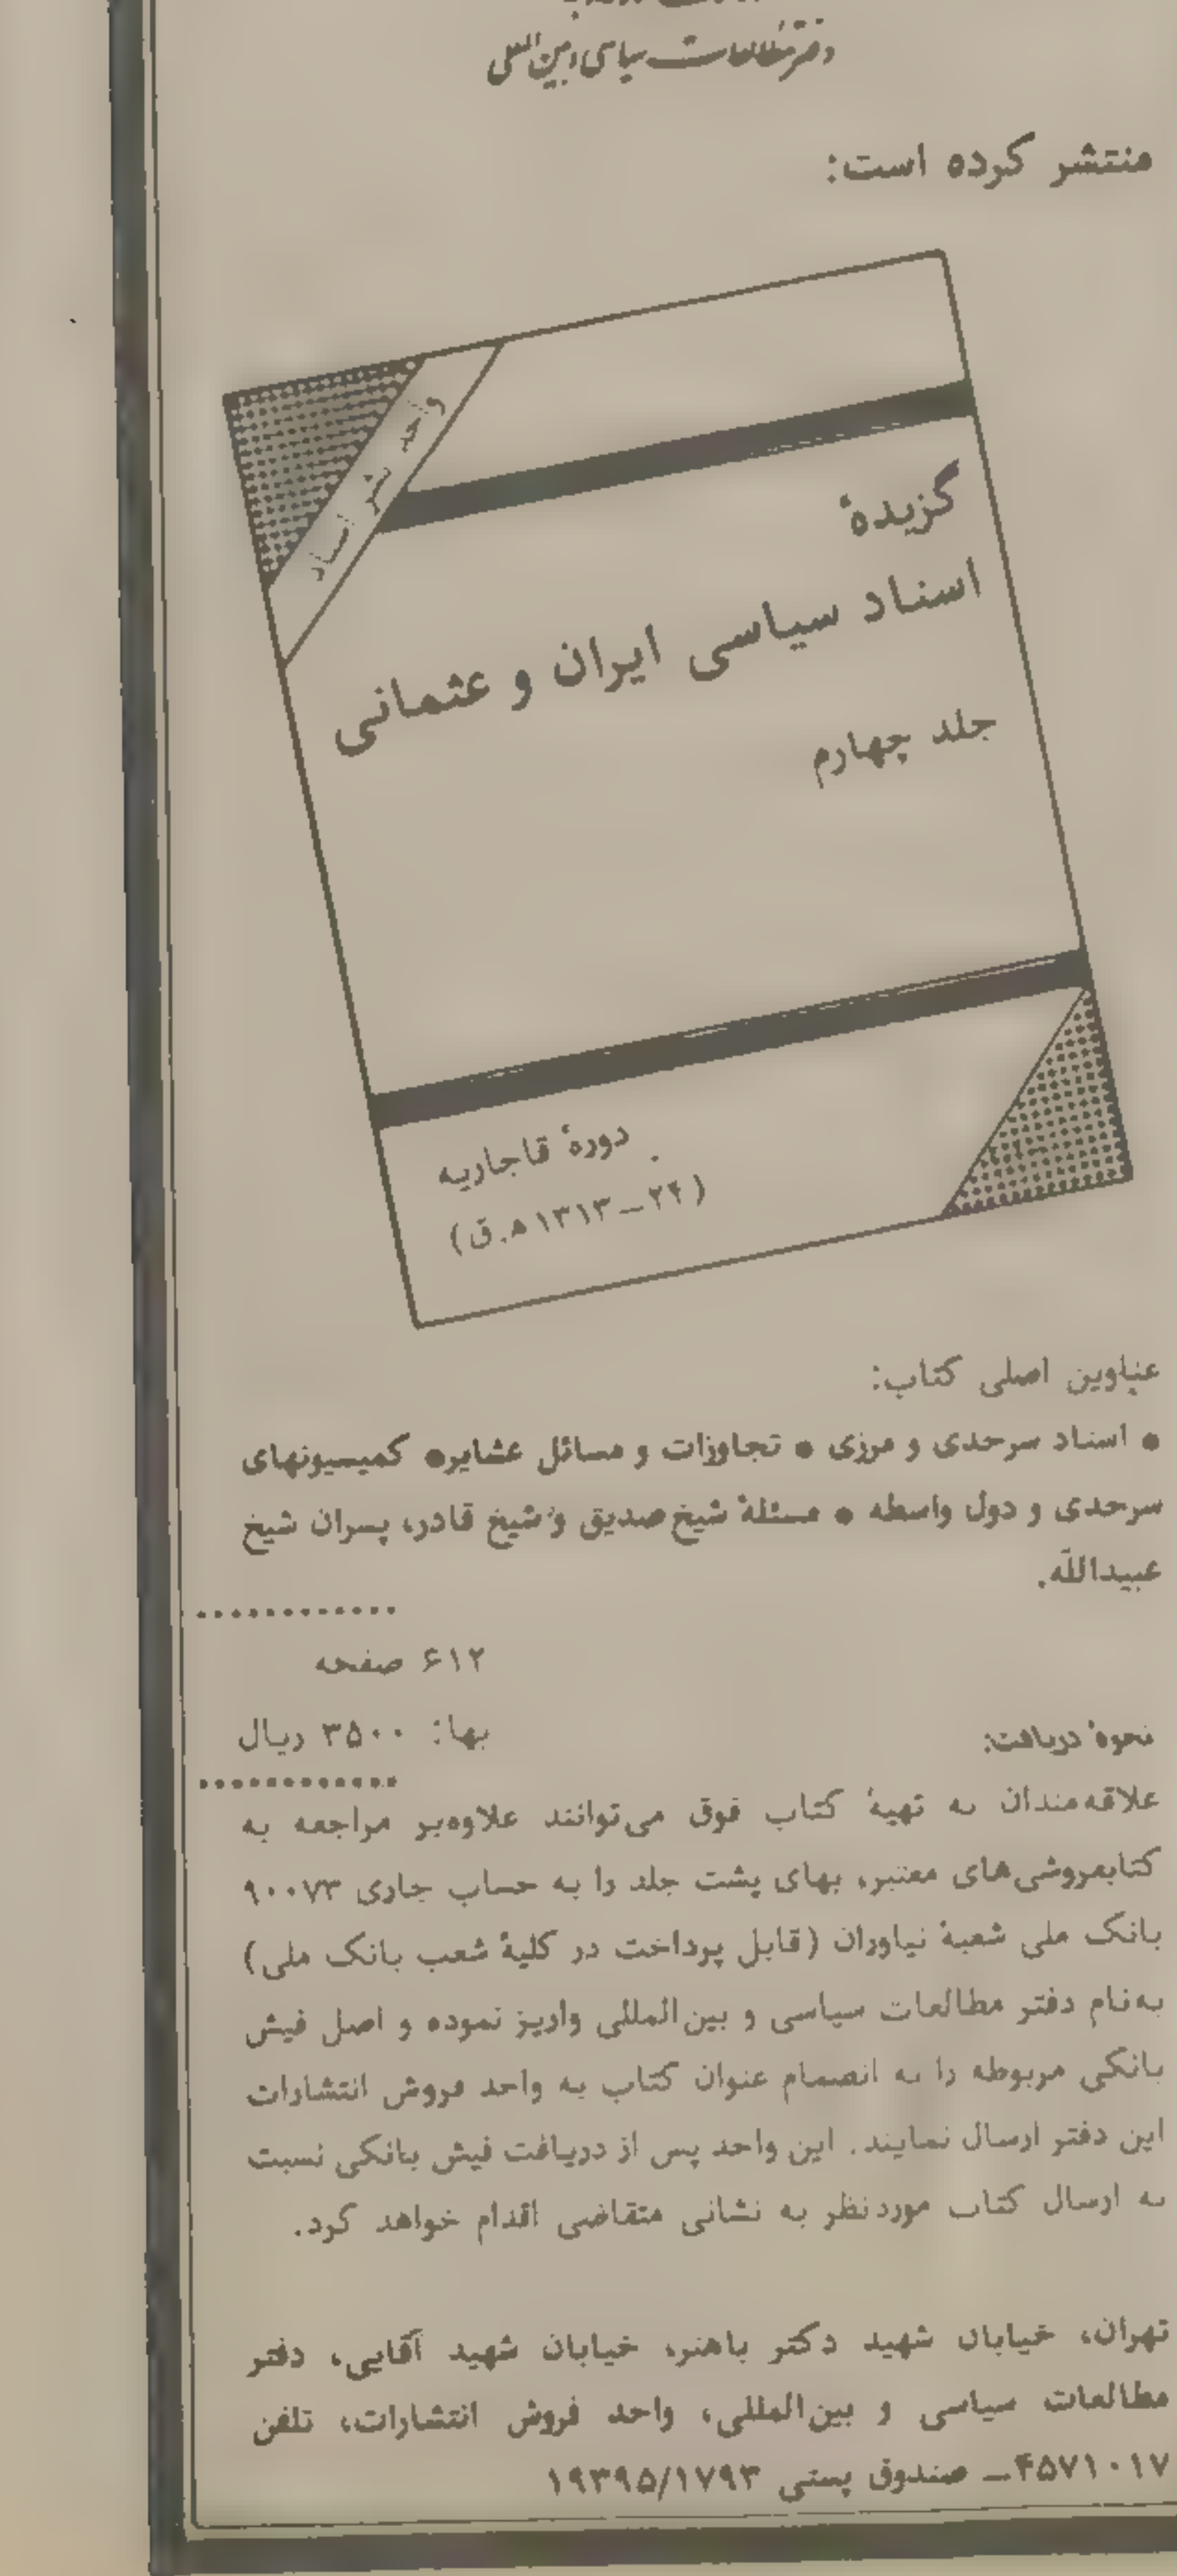 دفتر مطالعات سیاسی و بین‌المللی
منتشر کرده است:
واحد نشر اسناد
گزیدهٔ
اسناد سیاسی ایران و عثمانی
جلد چهارم
دورهٔ قاجاریه
(۲۴–۱۳۱۳ ه‍.ق)
عناوین اصلی کتاب:
• اسناد سرحدی و مرزی • تجاوزات و مسائل عشایر• کمیسیونهای
سرحدی و دول واسطه • مسئلهٔ شیخ صدیق و شیخ قادر، پسران شیخ
عبیدالله.
۶۱۲ صفحه
بها: ۳۵۰۰ ریال
نحوهٔ دریافت:
علاقه‌مندان به تهیهٔ کتاب فوق می‌توانند علاوه‌بر مراجعه به
کتابفروشی‌های معتبر، بهای پشت جلد را به حساب جاری ۹۰۰۷۳
بانک ملی شعبهٔ نیاوران (قابل پرداخت در کلیهٔ شعب بانک ملی)
به‌نام دفتر مطالعات سیاسی و بین‌المللی واریز نموده و اصل فیش
بانکی مربوطه را به انضمام عنوان کتاب به واحد فروش انتشارات
این دفتر ارسال نمایند. این واحد پس از دریافت فیش بانکی نسبت
به ارسال کتاب موردنظر به نشانی متقاضی اقدام خواهد کرد.
تهران، خیابان شهید دکتر باهنر، خیابان شهید آقایی، دفتر
مطالعات سیاسی و بین‌المللی، واحد فروش انتشارات، تلفن
۴۵۷۱۰۱۷– صندوق پستی ۱۹۳۹۵/۱۷۹۳